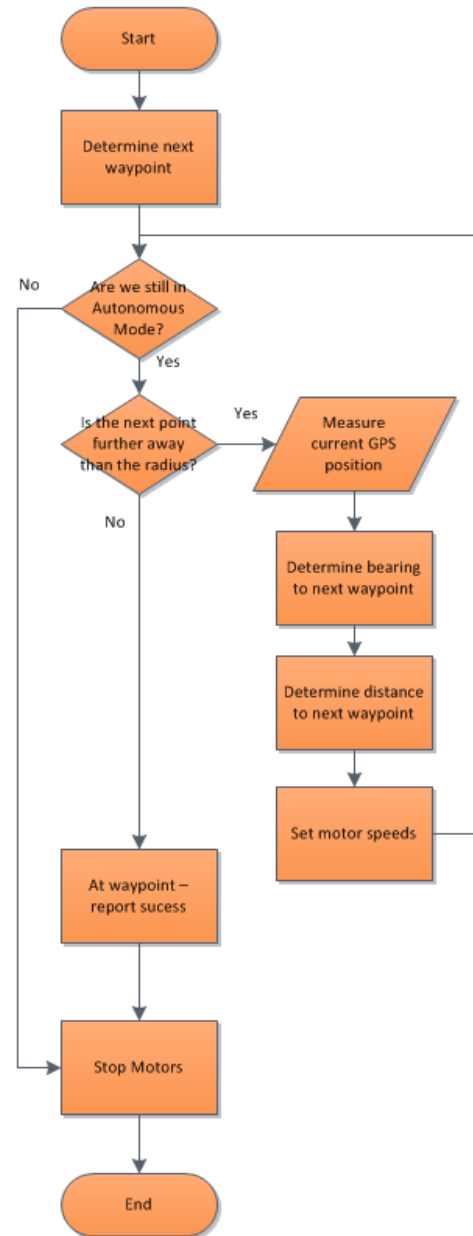 Start
Determine next
waypoint
No
Are we still in
Autonomous
Mode?
Yes
Is the next point
further away
than the radius?
Yes
Measure
current GPS
position
No
Determine bearing
to next waypoint
Determine distance
to next waypoint
Set motor speeds
At waypoint –
report sucess
Stop Motors
End